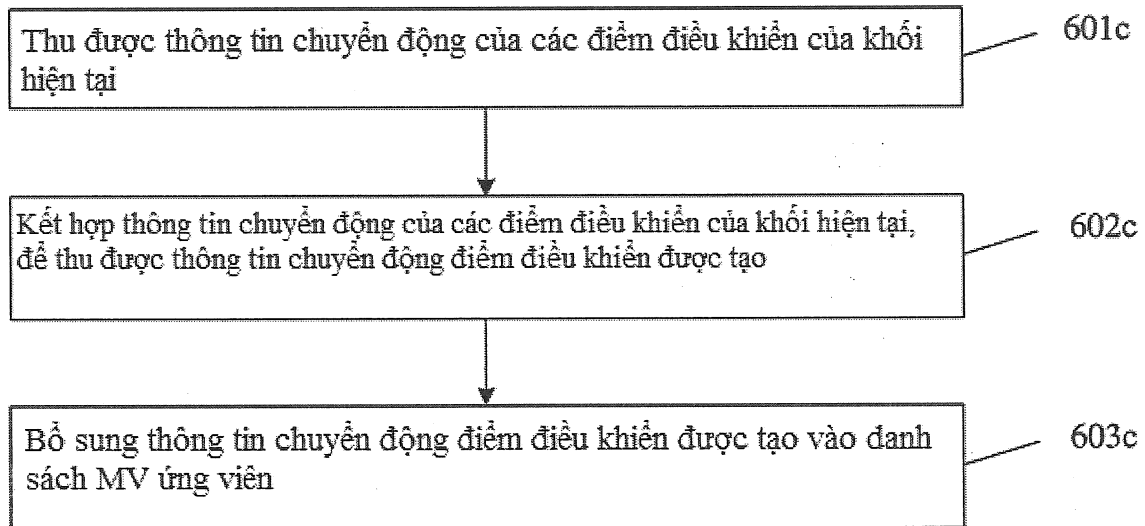 Thu được thông tin chuyển động của các điểm điều khiển của khối
hiện tại
601c
Kết hợp thông tin chuyển động của các điểm điều khiển của khối hiện tại,
để thu được thông tin chuyển động điểm điều khiển được tạo
602c
Bổ sung thông tin chuyển động điểm điều khiển được tạo vào danh
sách MV ứng viên
603c